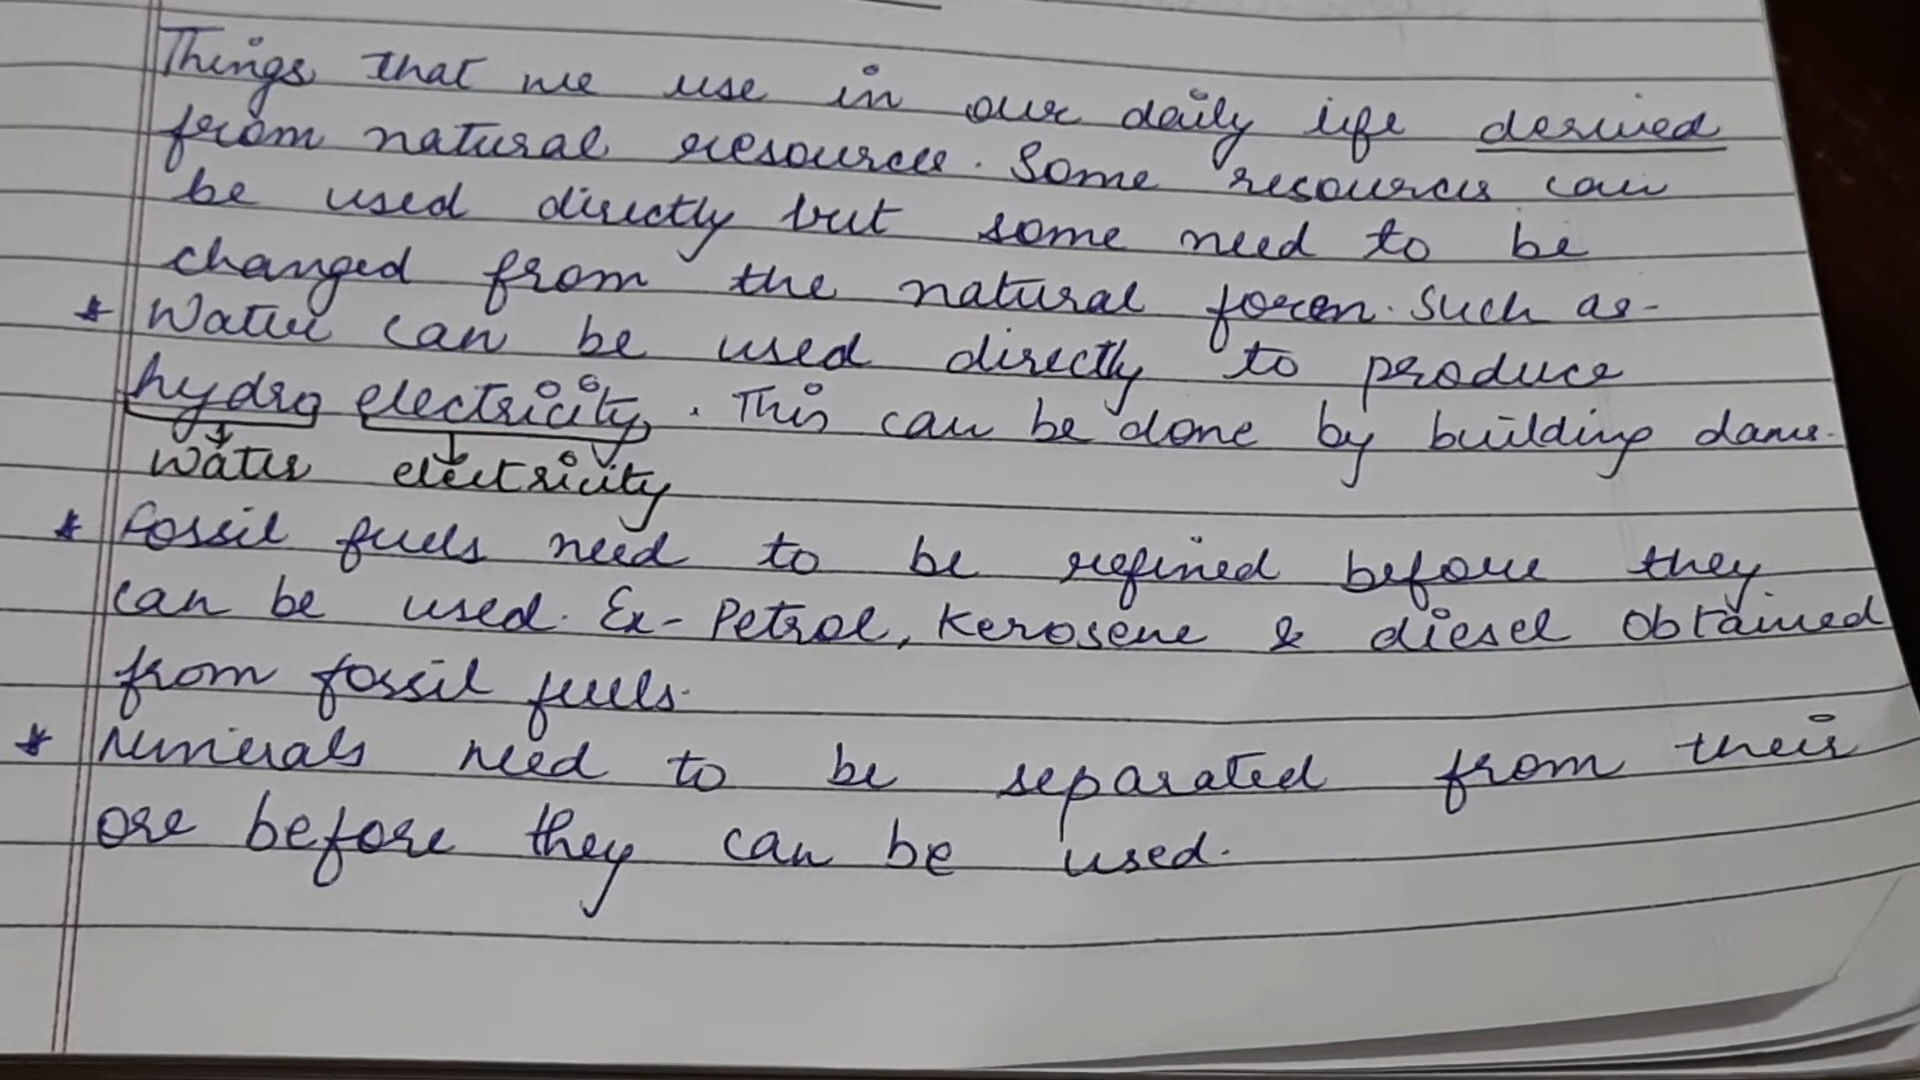 Things that we use in our daily life derived
from natural resources. Some resources can
be used directly but some need to be
changed from the natural form. Such as-
* Water can be used directly to produce
hydro electricity. This can be done by building dams.
water electricity
* Fossil fuels need to be refined before they
can be used. Ex- Petrol, Kerosene & diesel obtained
from fossil fuels.
* Minerals need to be separated from their
ore before they can be used.